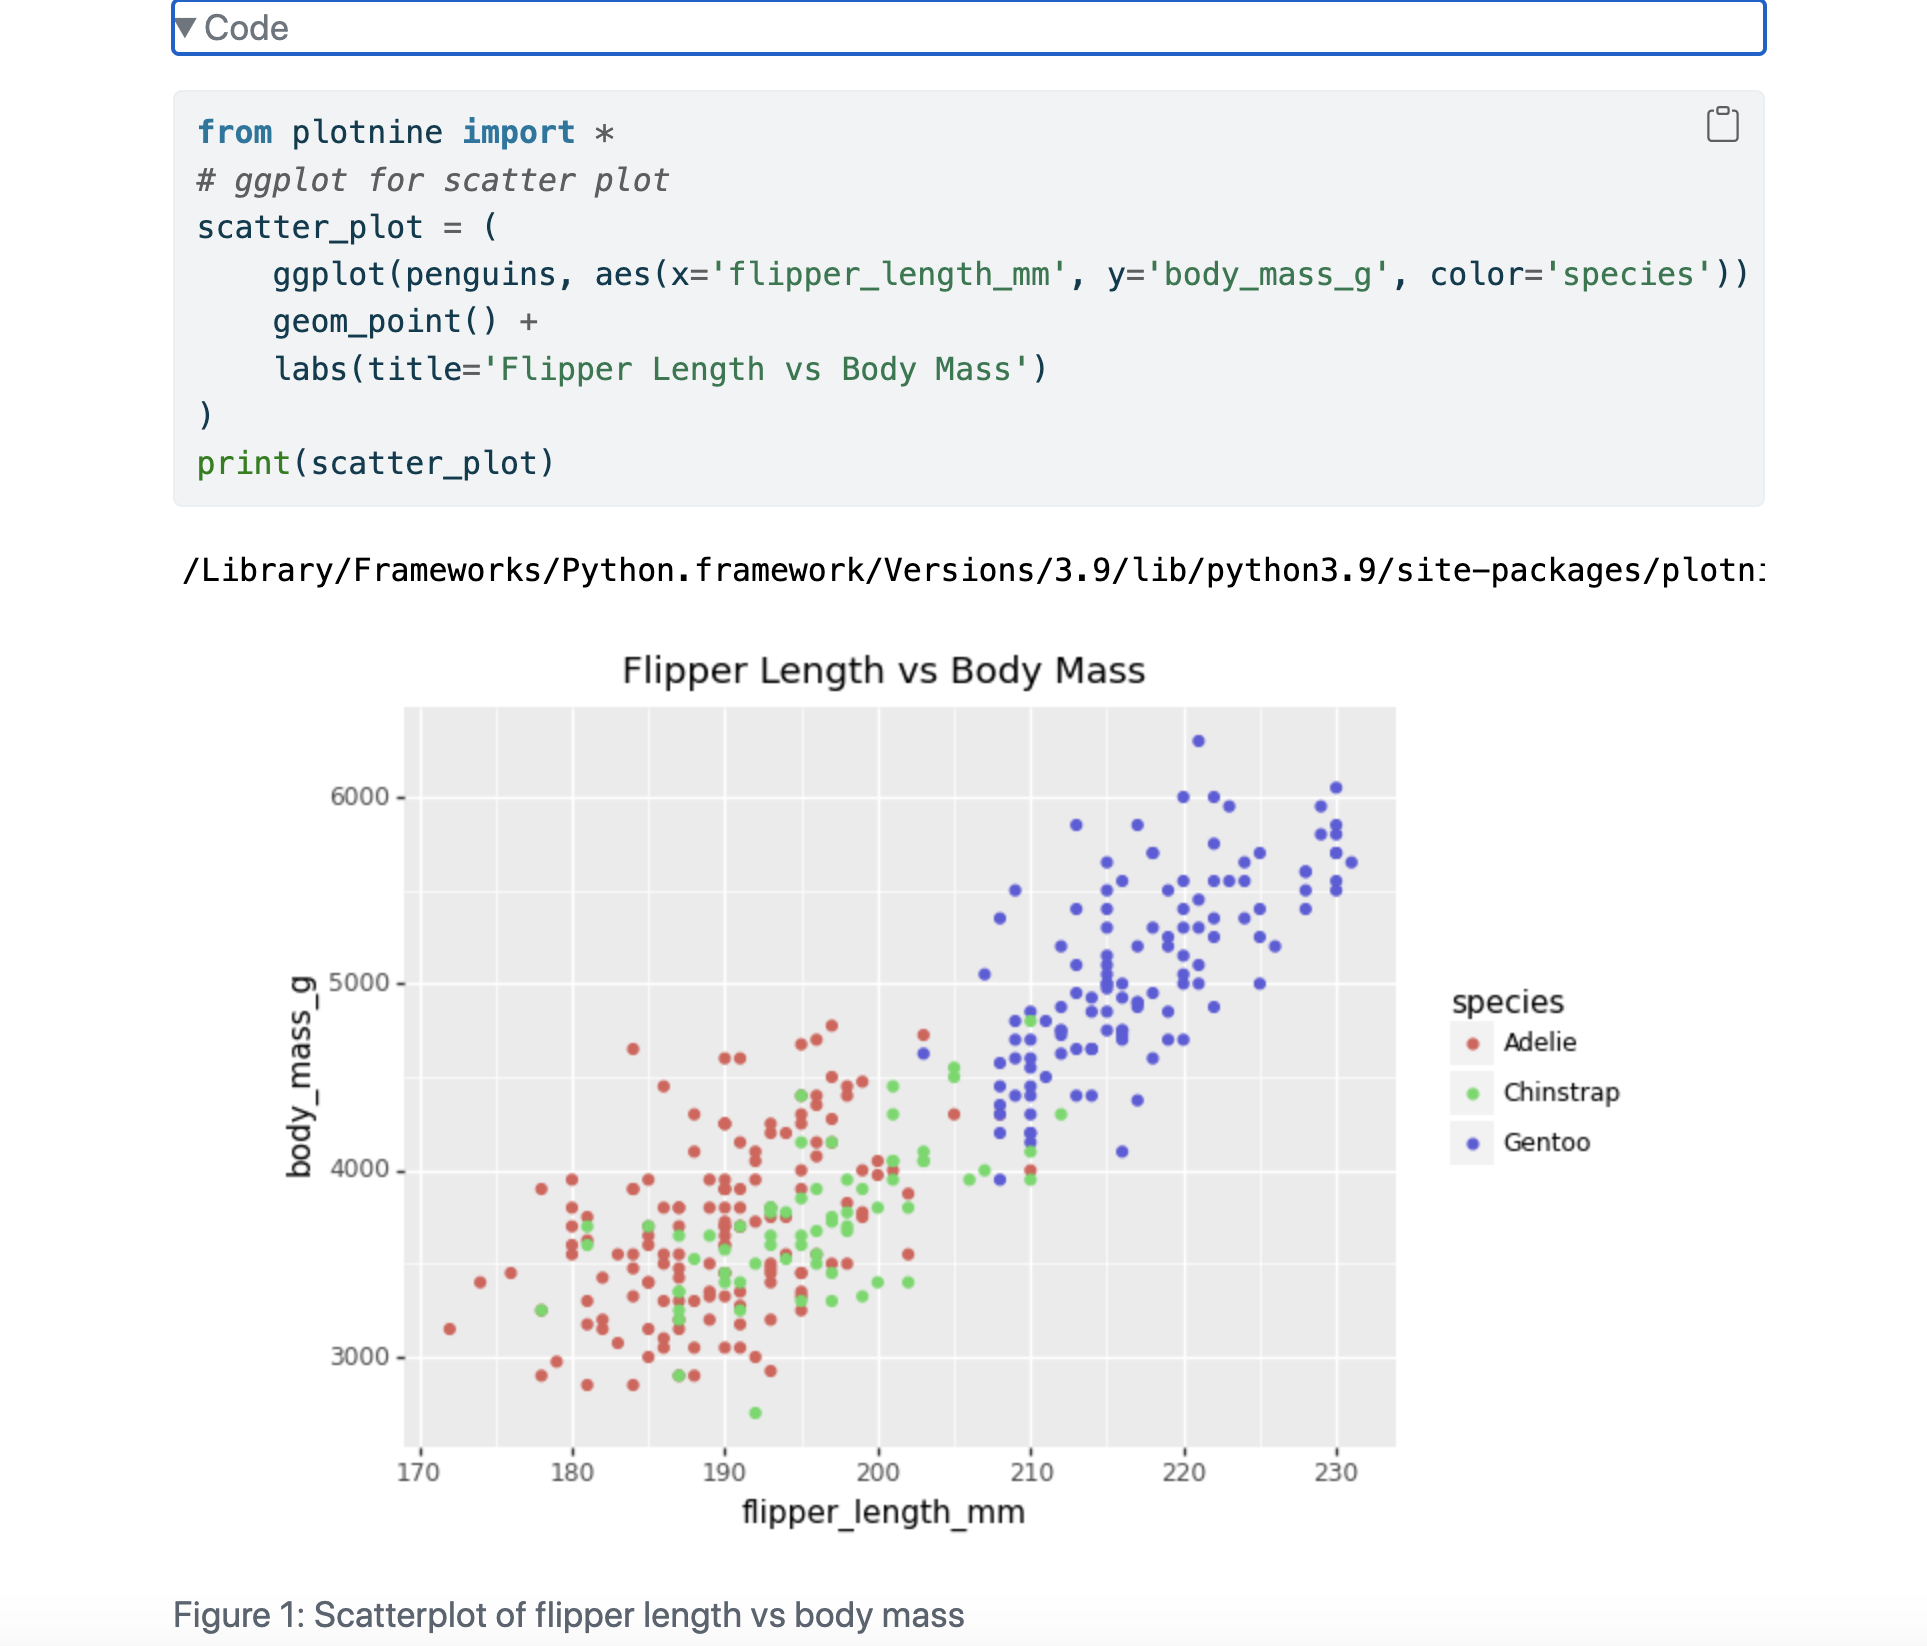 Code
from plotnine import *
# ggplot for scatter plot
scatter_plot = (
    ggplot(penguins, aes(x='flipper_length_mm', y='body_mass_g', color='species'))
    geom_point() +
    labs(title='Flipper Length vs Body Mass')
)
print(scatter_plot)
/Library/Frameworks/Python.framework/Versions/3.9/lib/python3.9/site-packages/plotni
Flipper Length vs Body Mass
6000
5000
4000
3000
body_mass_g
species
Adelie
Chinstrap
Gentoo
170 180 190 200 210 220 230
flipper_length_mm
Figure 1: Scatterplot of flipper length vs body mass